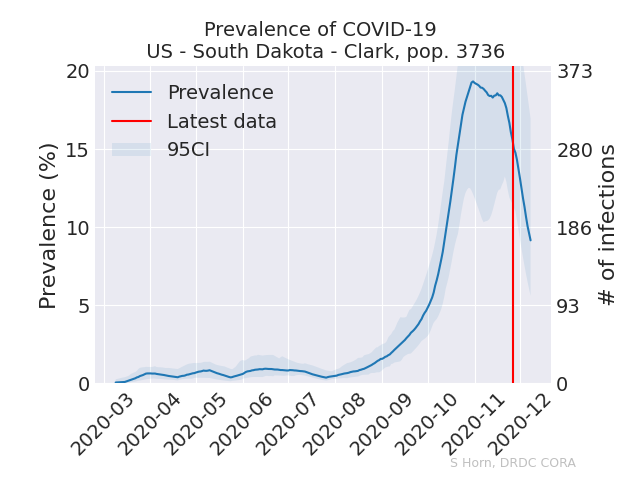 Prevalence of COVID-19
US - South Dakota - Clark, pop. 3736
Prevalence (%)
20
15
10
5
0
Prevalence
Latest data
95CI
373
280
186
93
0
# of infections
2020-03
2020-04
2020-05
2020-06
2020-07
2020-08
2020-09
2020-10
2020-11
2020-12
S Horn, DRDC CORA